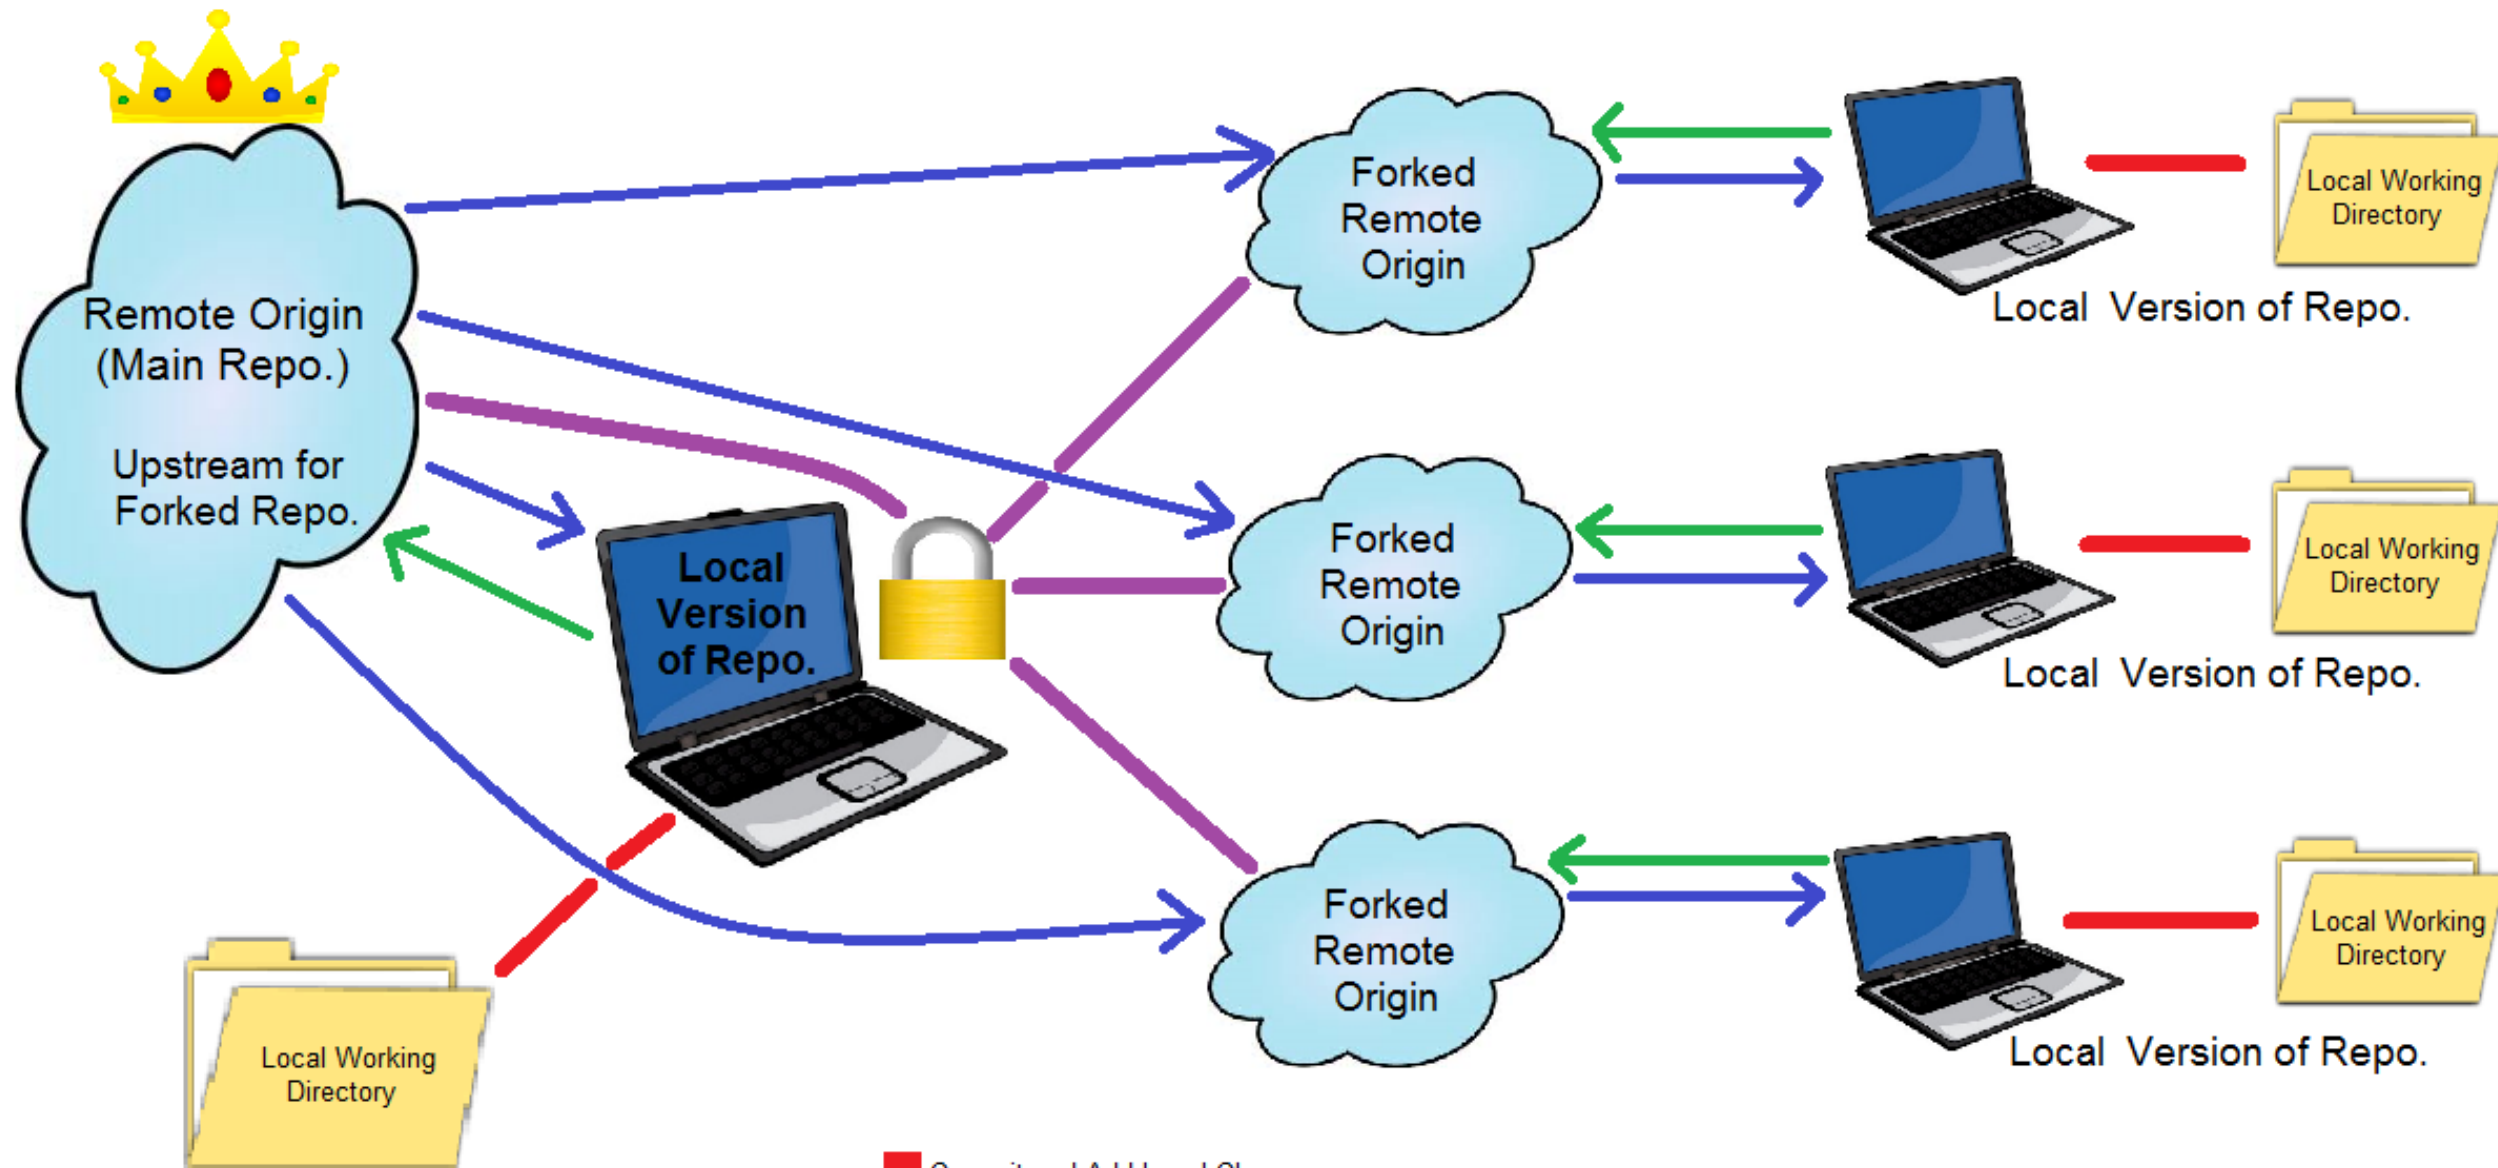 Remote Origin
(Main Repo.)
Upstream for
Forked Repo.
Local
Version
of Repo.
Local Working
Directory
Forked
Remote
Origin
Local Working
Directory
Local Version of Repo.
Forked
Remote
Origin
Local Working
Directory
Local Version of Repo.
Forked
Remote
Origin
Local Working
Directory
Local Version of Repo.